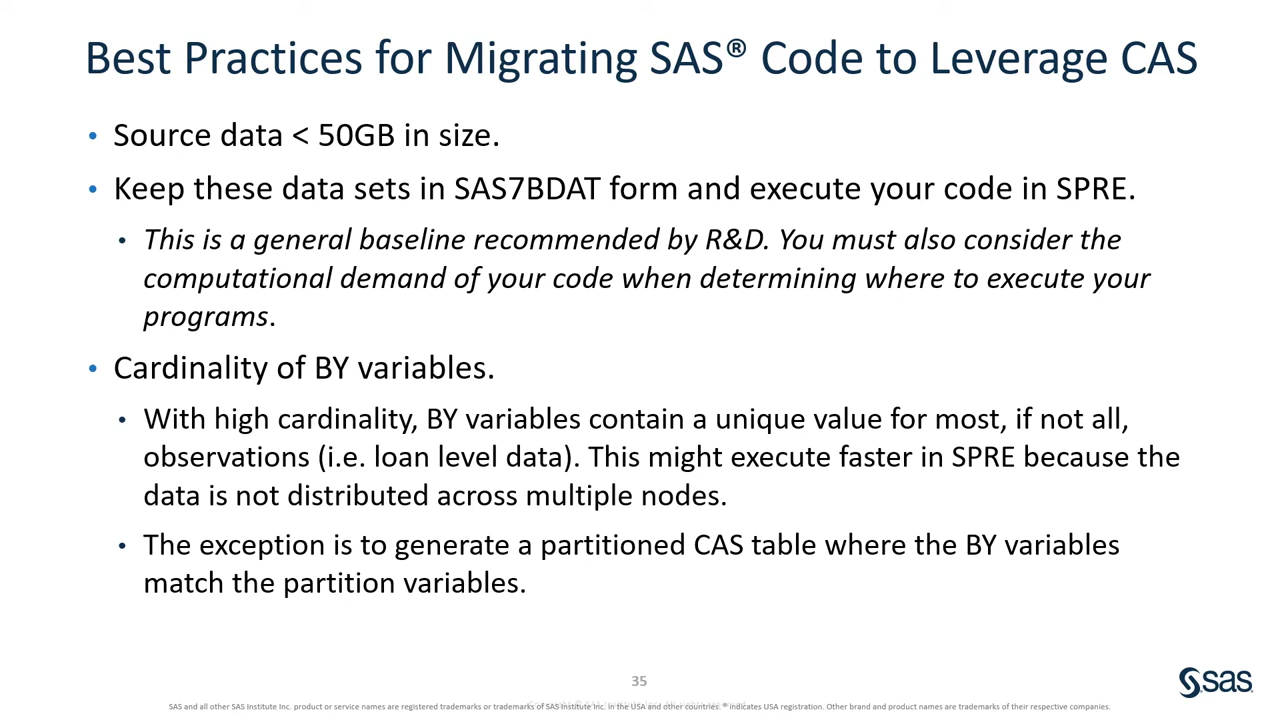 Best Practices for Migrating SAS® Code to Leverage CAS
• Source data < 50GB in size.
• Keep these data sets in SAS7BDAT form and execute your code in SPRE.
• This is a general baseline recommended by R&D. You must also consider the
computational demand of your code when determining where to execute your
programs.
• Cardinality of BY variables.
• With high cardinality, BY variables contain a unique value for most, if not all,
observations (i.e. loan level data). This might execute faster in SPRE because the
data is not distributed across multiple nodes.
• The exception is to generate a partitioned CAS table where the BY variables
match the partition variables.
35
SAS and all other SAS Institute Inc. product or service names are registered trademarks or trademarks of SAS Institute Inc. in the USA and other countries. ® indicates USA registration. Other brand and product names are trademarks of their respective companies.
sas